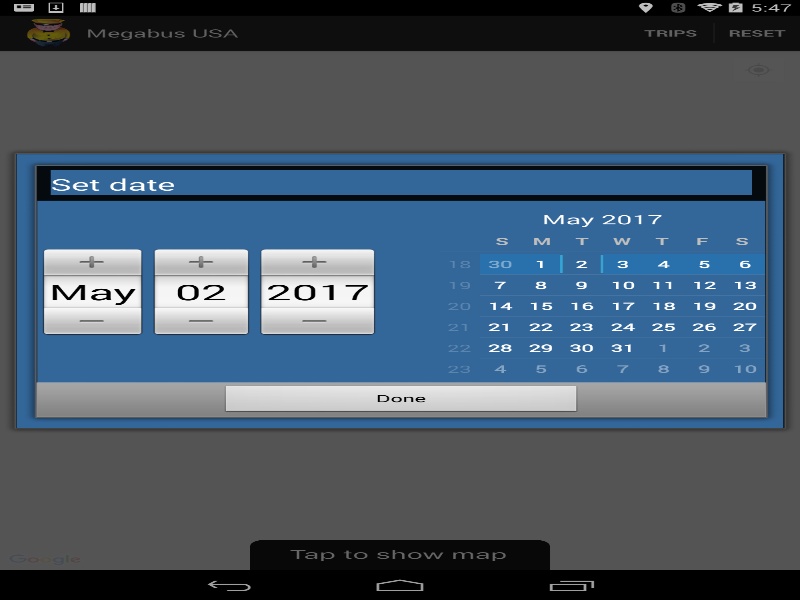 5:47
Megabus USA TRIPS RESET
Set date
May 2017
S M T W T F S
18 30 1 2 3 4 5 6
19 7 8 9 10 11 12 13
20 14 15 16 17 18 19 20
21 21 22 23 24 25 26 27
22 28 29 30 31 1 2 3
23 4 5 6 7 8 9 10
+ + +
May 02 2017
− − −
Done
Tap to show map
Google